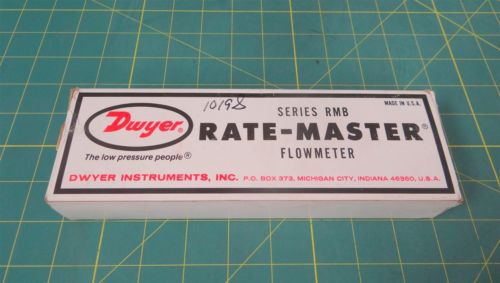 10198
SERIES RMB
MADE IN U.S.A.
Dwyer®
RATE-MASTER®
The low pressure people®
FLOWMETER
DWYER INSTRUMENTS, INC. P.O. BOX 373, MICHIGAN CITY, INDIANA 46360, U.S.A.